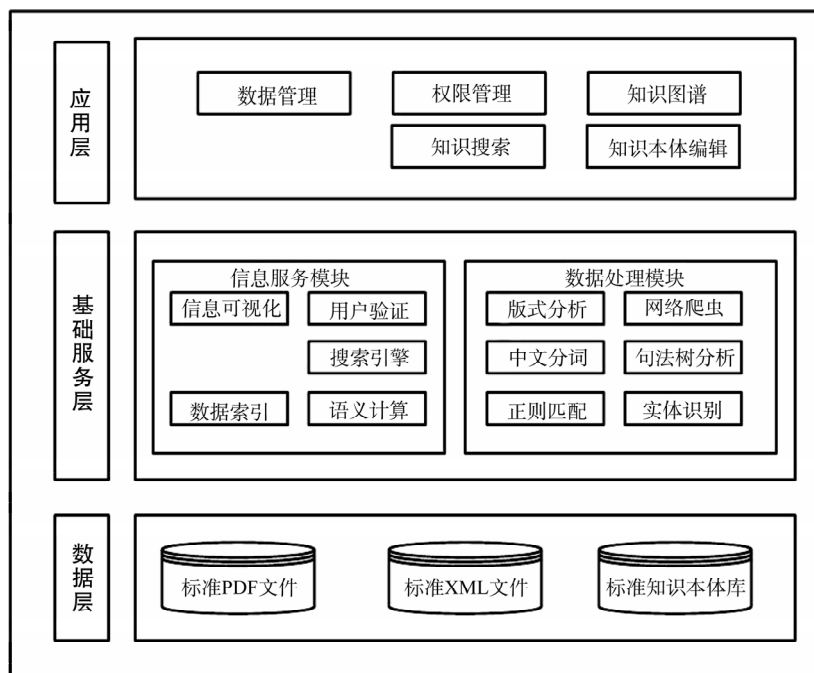 应用层
数据管理
权限管理
知识图谱
知识搜索
知识本体编辑
基础服务层
信息服务模块
信息可视化
用户验证
搜索引擎
数据索引
语义计算
数据处理模块
版式分析
网络爬虫
中文分词
句法树分析
正则匹配
实体识别
数据层
标准PDF文件
标准XML文件
标准知识本体库